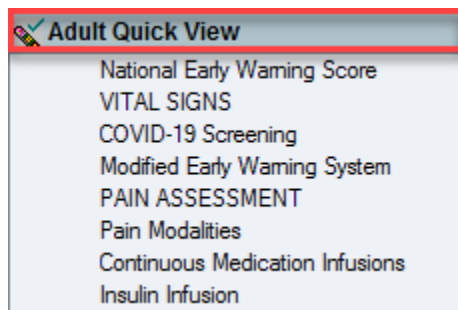 Adult Quick View
National Early Warning Score
VITAL SIGNS
COVID-19 Screening
Modified Early Warning System
PAIN ASSESSMENT
Pain Modalities
Continuous Medication Infusions
Insulin Infusion